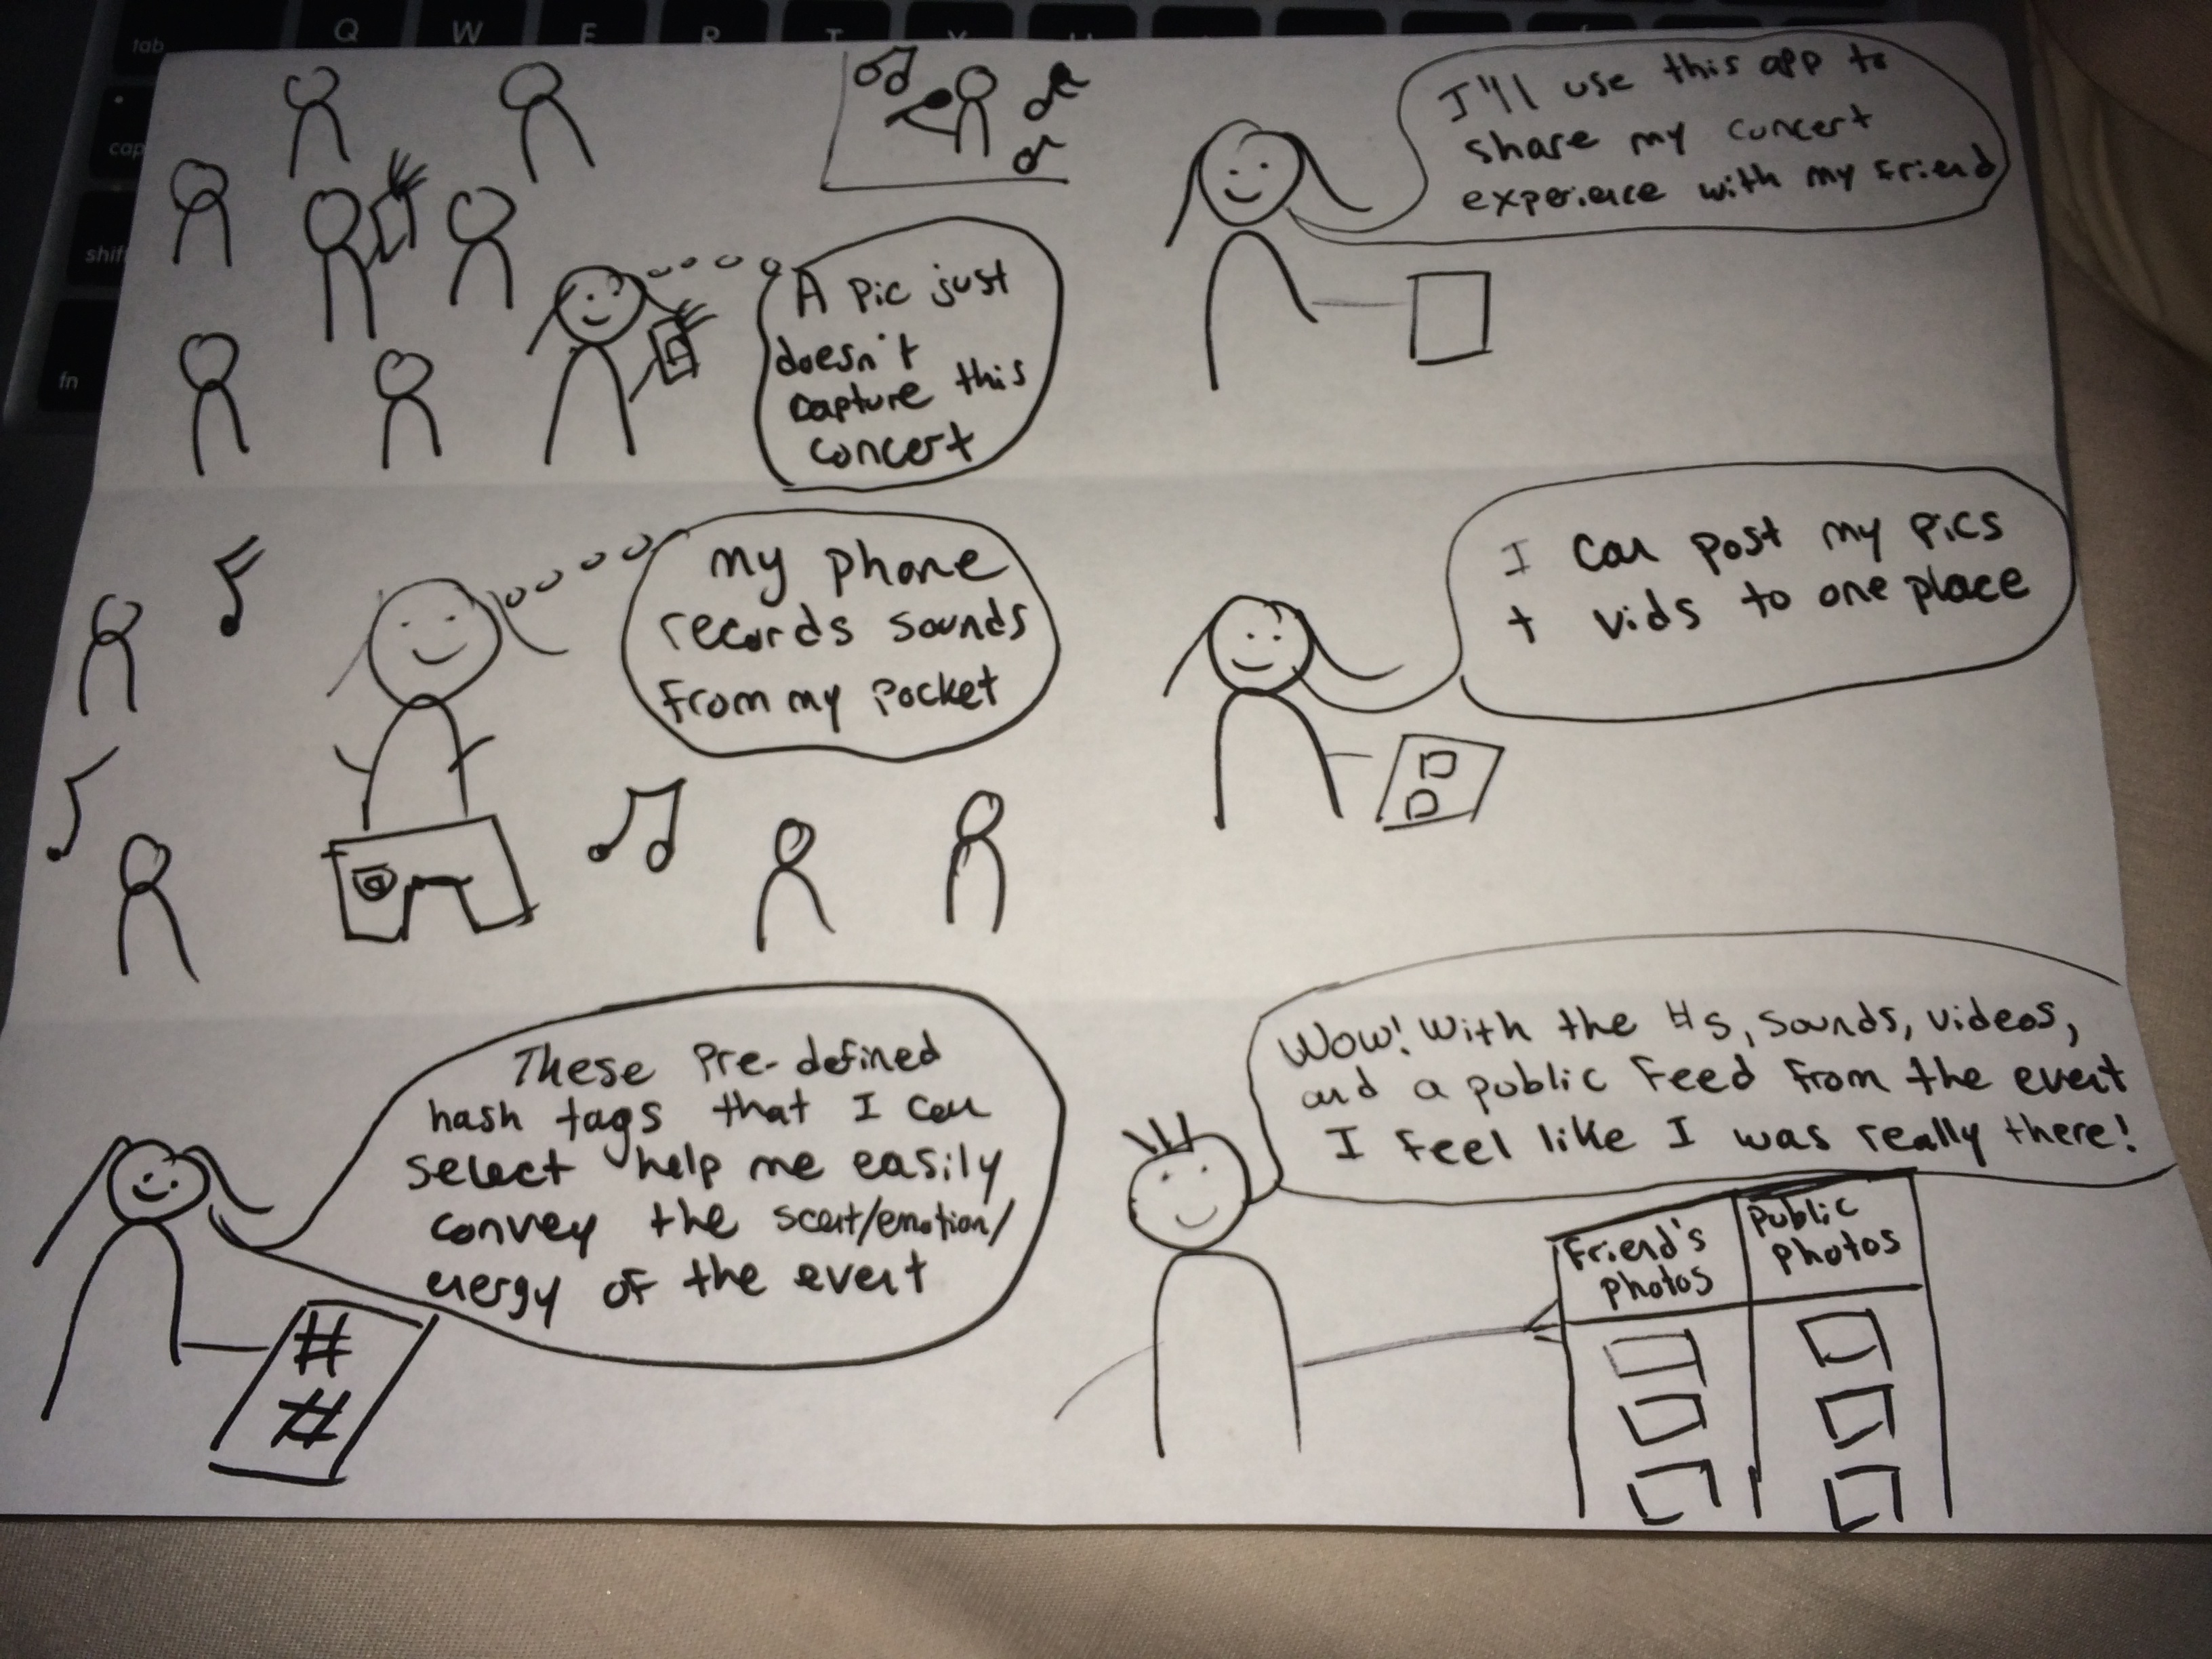 tab
Q W E R T Y U
cap
shift
fn
A pic just
doesn't
capture this
concert
I'll use this app to
share my concert
experience with my friend
My phone
records sounds
from my pocket
I can post my pics
+ vids to one place
These pre-defined
hash tags that I can
select help me easily
convey the scent/emotion/
energy of the event
#
#
Wow! With the #s, sounds, videos,
and a public feed from the event
I feel like I was really there!
Friend's
photos
Public
photos